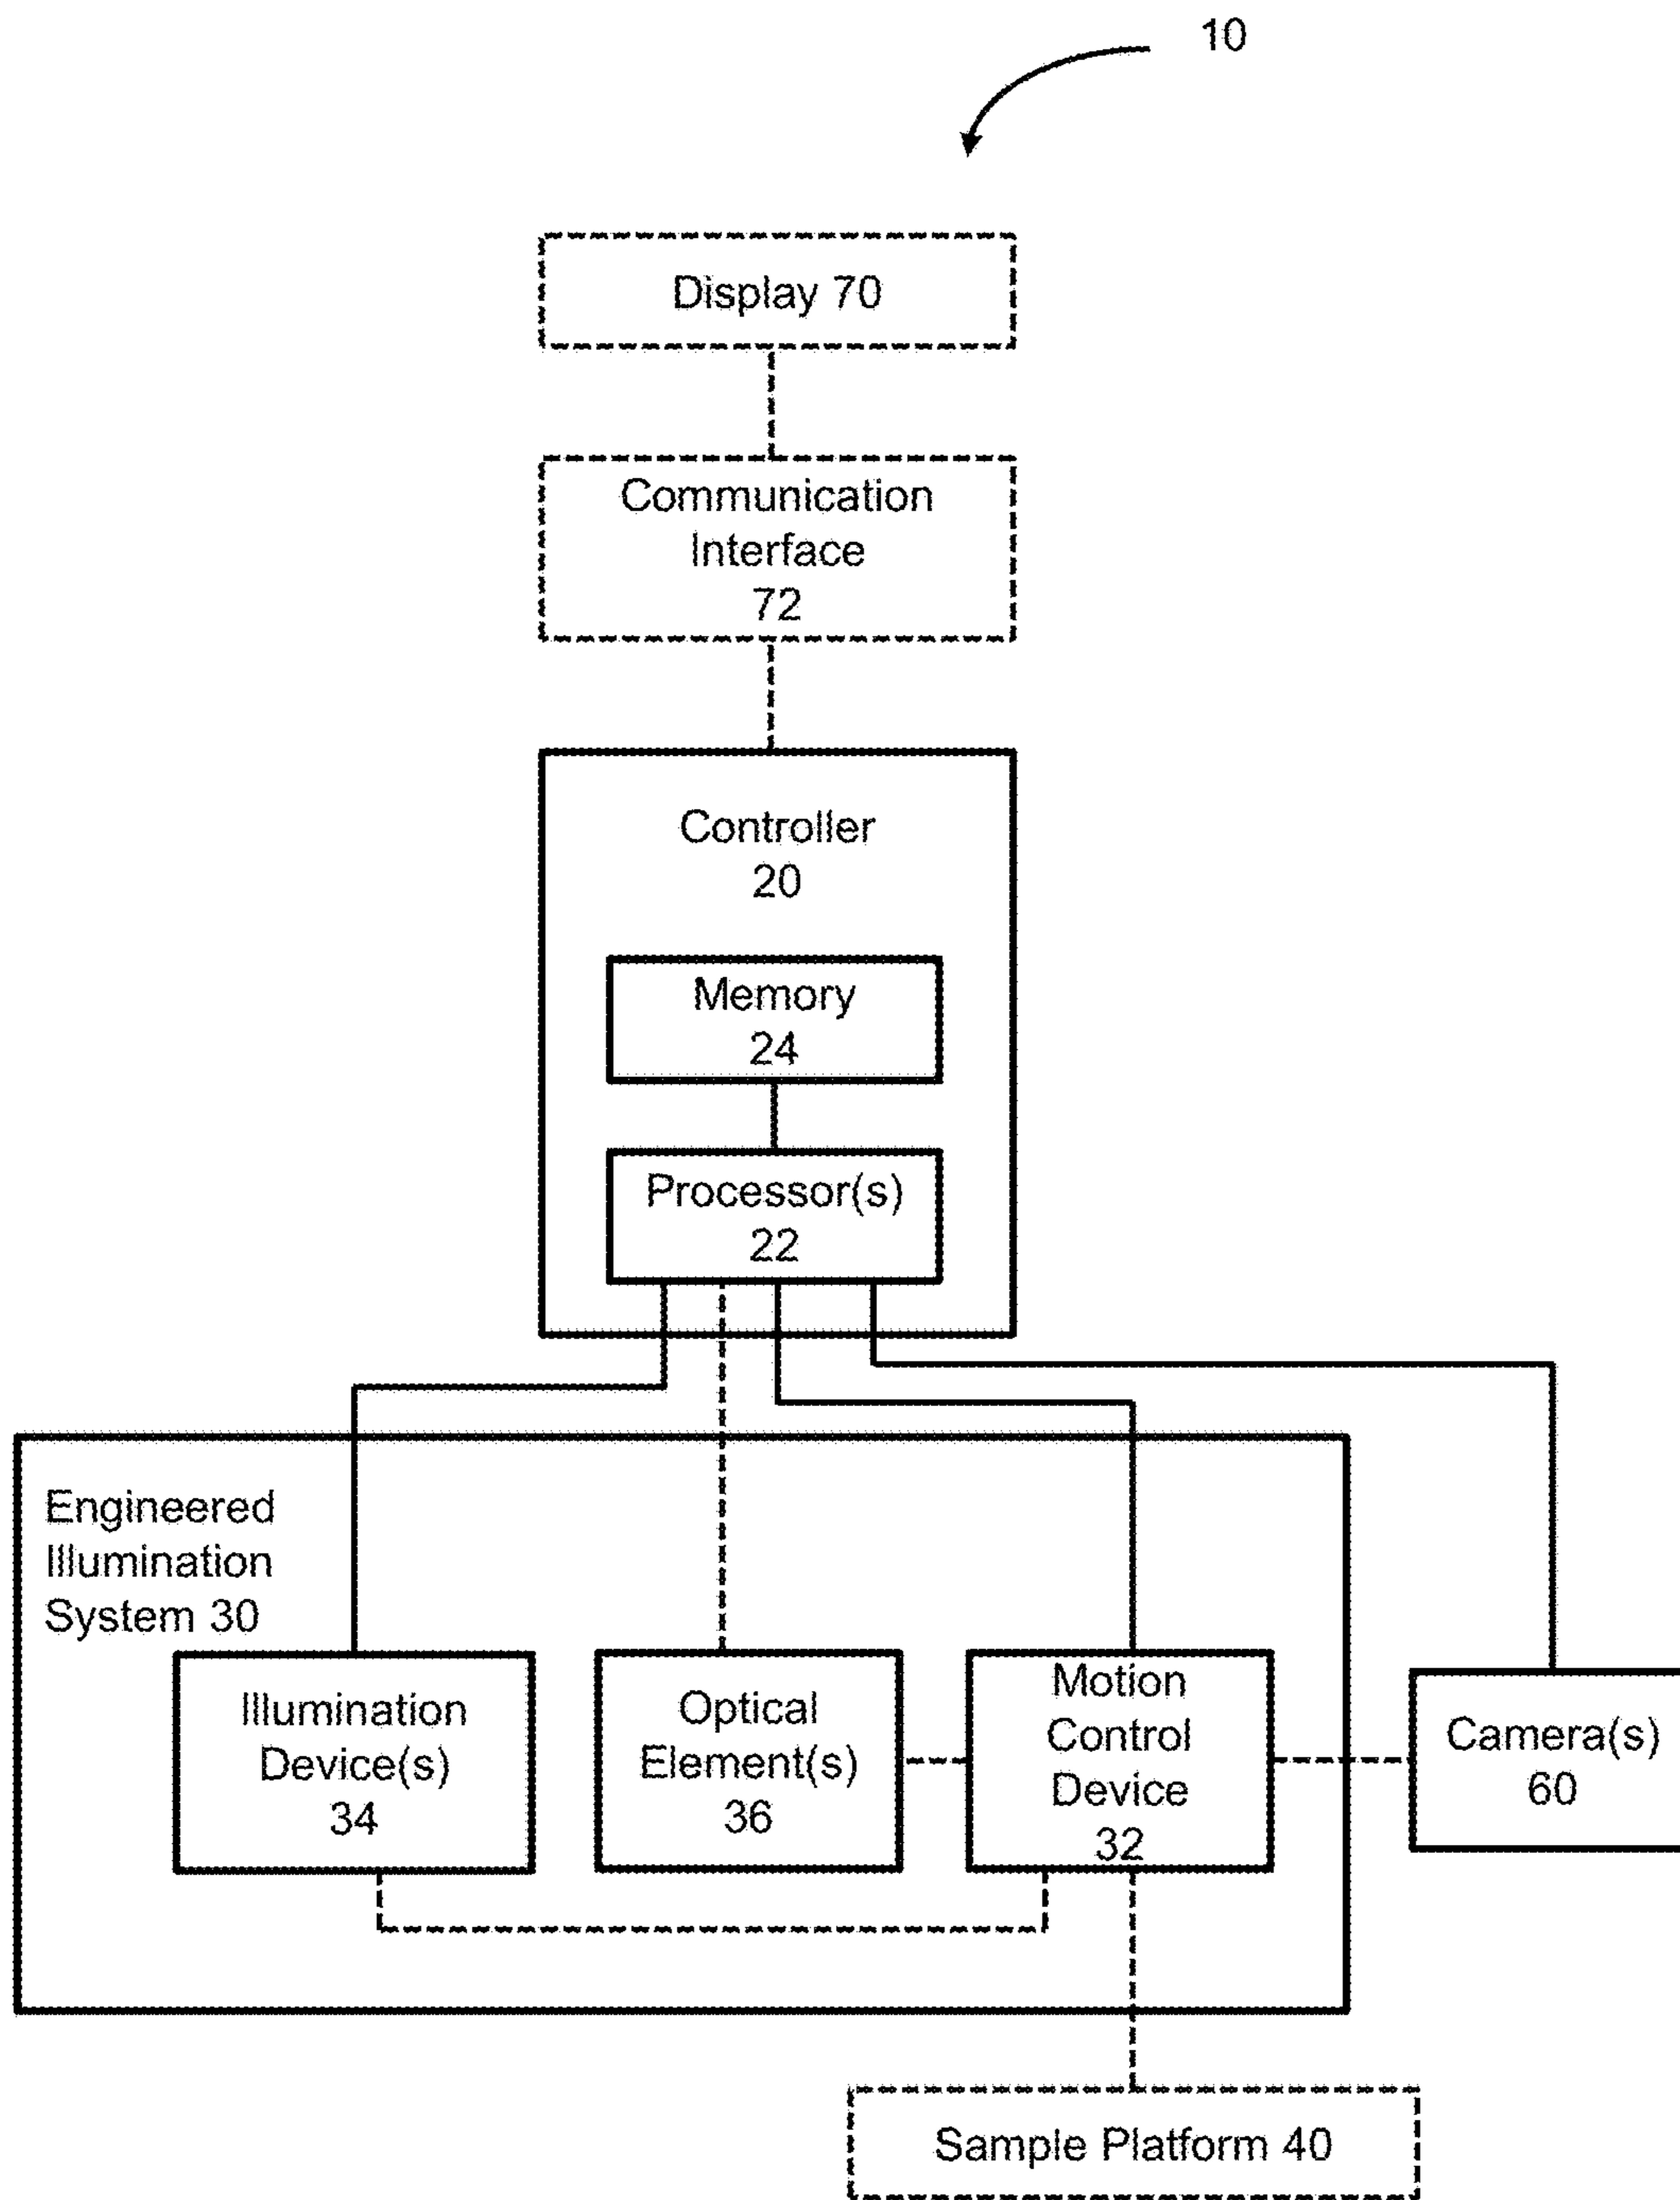 10
Display 70
Communication
Interface
72
Controller
20
Memory
24
Processor(s)
22
Engineered
Illumination
System 30
Illumination
Device(s)
34
Optical
Element(s)
36
Motion
Control
Device
32
Camera(s)
60
Sample Platform 40